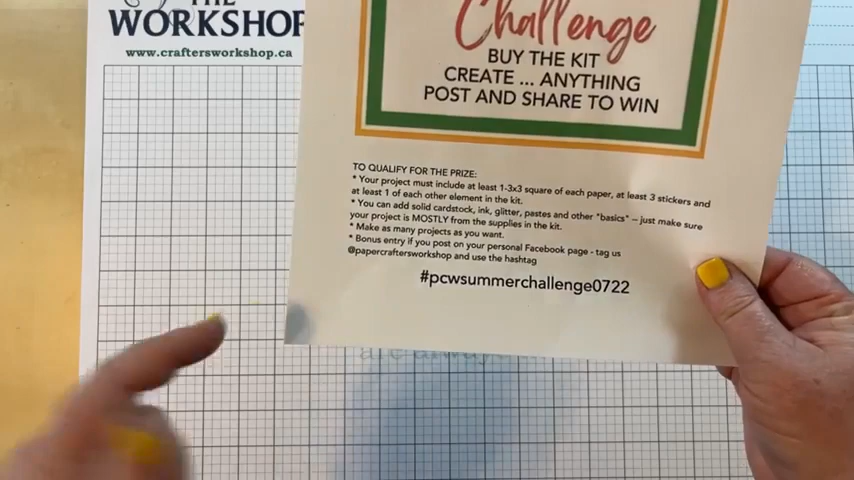 THE
WORKSHOP
www.craftersworkshop.ca
Challenge
BUY THE KIT
CREATE ... ANYTHING
POST AND SHARE TO WIN
TO QUALIFY FOR THE PRIZE:
* Your project must include at least 1-3x3 square of each paper, at least 3 stickers and
at least 1 of each other element in the kit.
* You can add solid cardstock, ink, glitter, pastes and other "basics" – just make sure
your project is MOSTLY from the supplies in the kit.
* Make as many projects as you want.
* Bonus entry if you post on your personal Facebook page - tag us
@papercraftersworkshop and use the hashtag
#pcwsummerchallenge0722